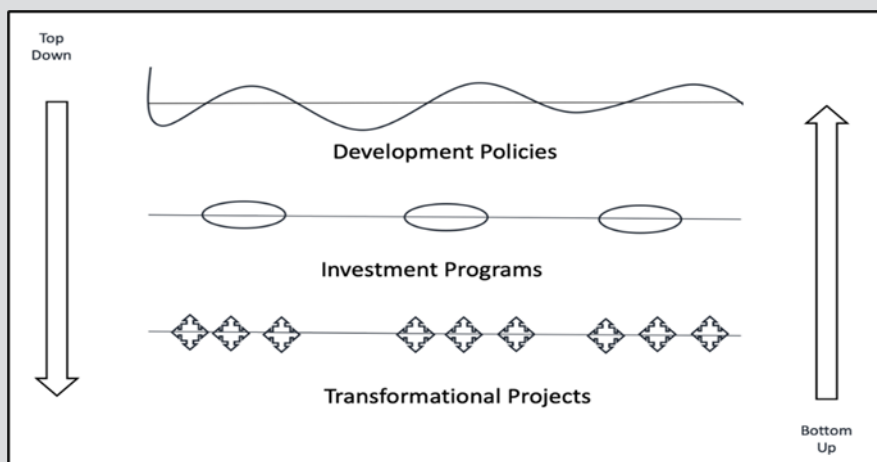 Top
Down
Development Policies
Investment Programs
Transformational Projects
Bottom
Up